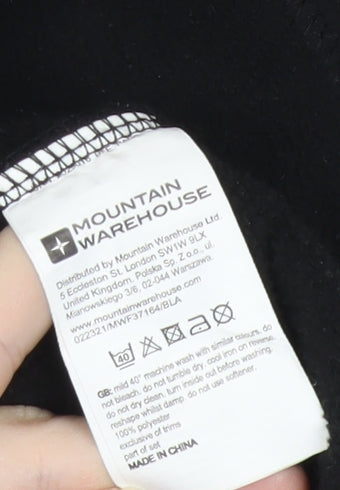 MOUNTAIN
WAREHOUSE
Distributed by Mountain Warehouse Ltd.
5 Eccleston St. London SW1W 9LX
United Kingdom. Polska Sp. Z o.o., ul.
Mianowskiego 3/6, 02-044 Warszawa.
www.mountainwarehouse.com
022321/MWF37164/BLA
40
GB: mild 40° machine wash with similar colours, do
not bleach, do not tumble dry, cool iron on reverse,
do not dry clean, turn inside out before washing,
reshape whilst damp, do not use softener.
100% polyester
exclusive of trims
part of set
MADE IN CHINA